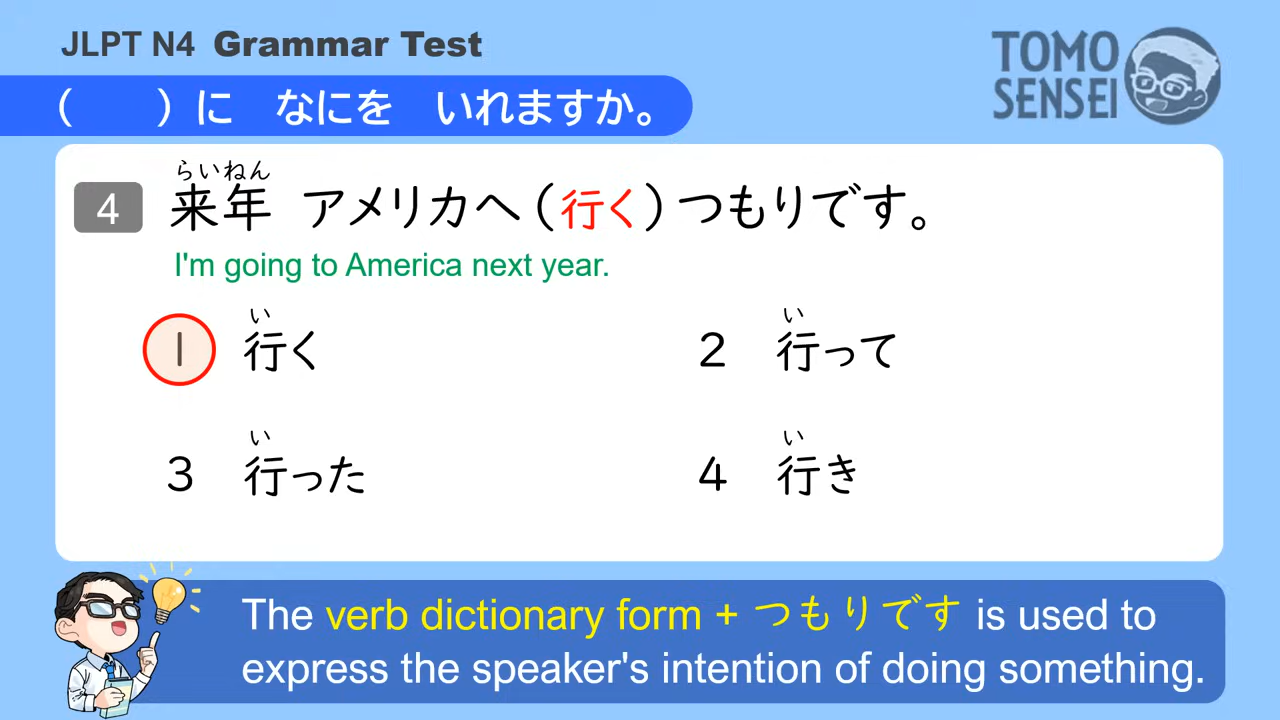 JLPT N4 Grammar Test
TOMO
SENSEI
（　　）に　なにを　いれますか。
らいねん
4 来年 アメリカへ（行く）つもりです。
I'm going to America next year.
い い
1 行く 2 行って
い い
3 行った 4 行き
The verb dictionary form + つもりです is used to
express the speaker's intention of doing something.